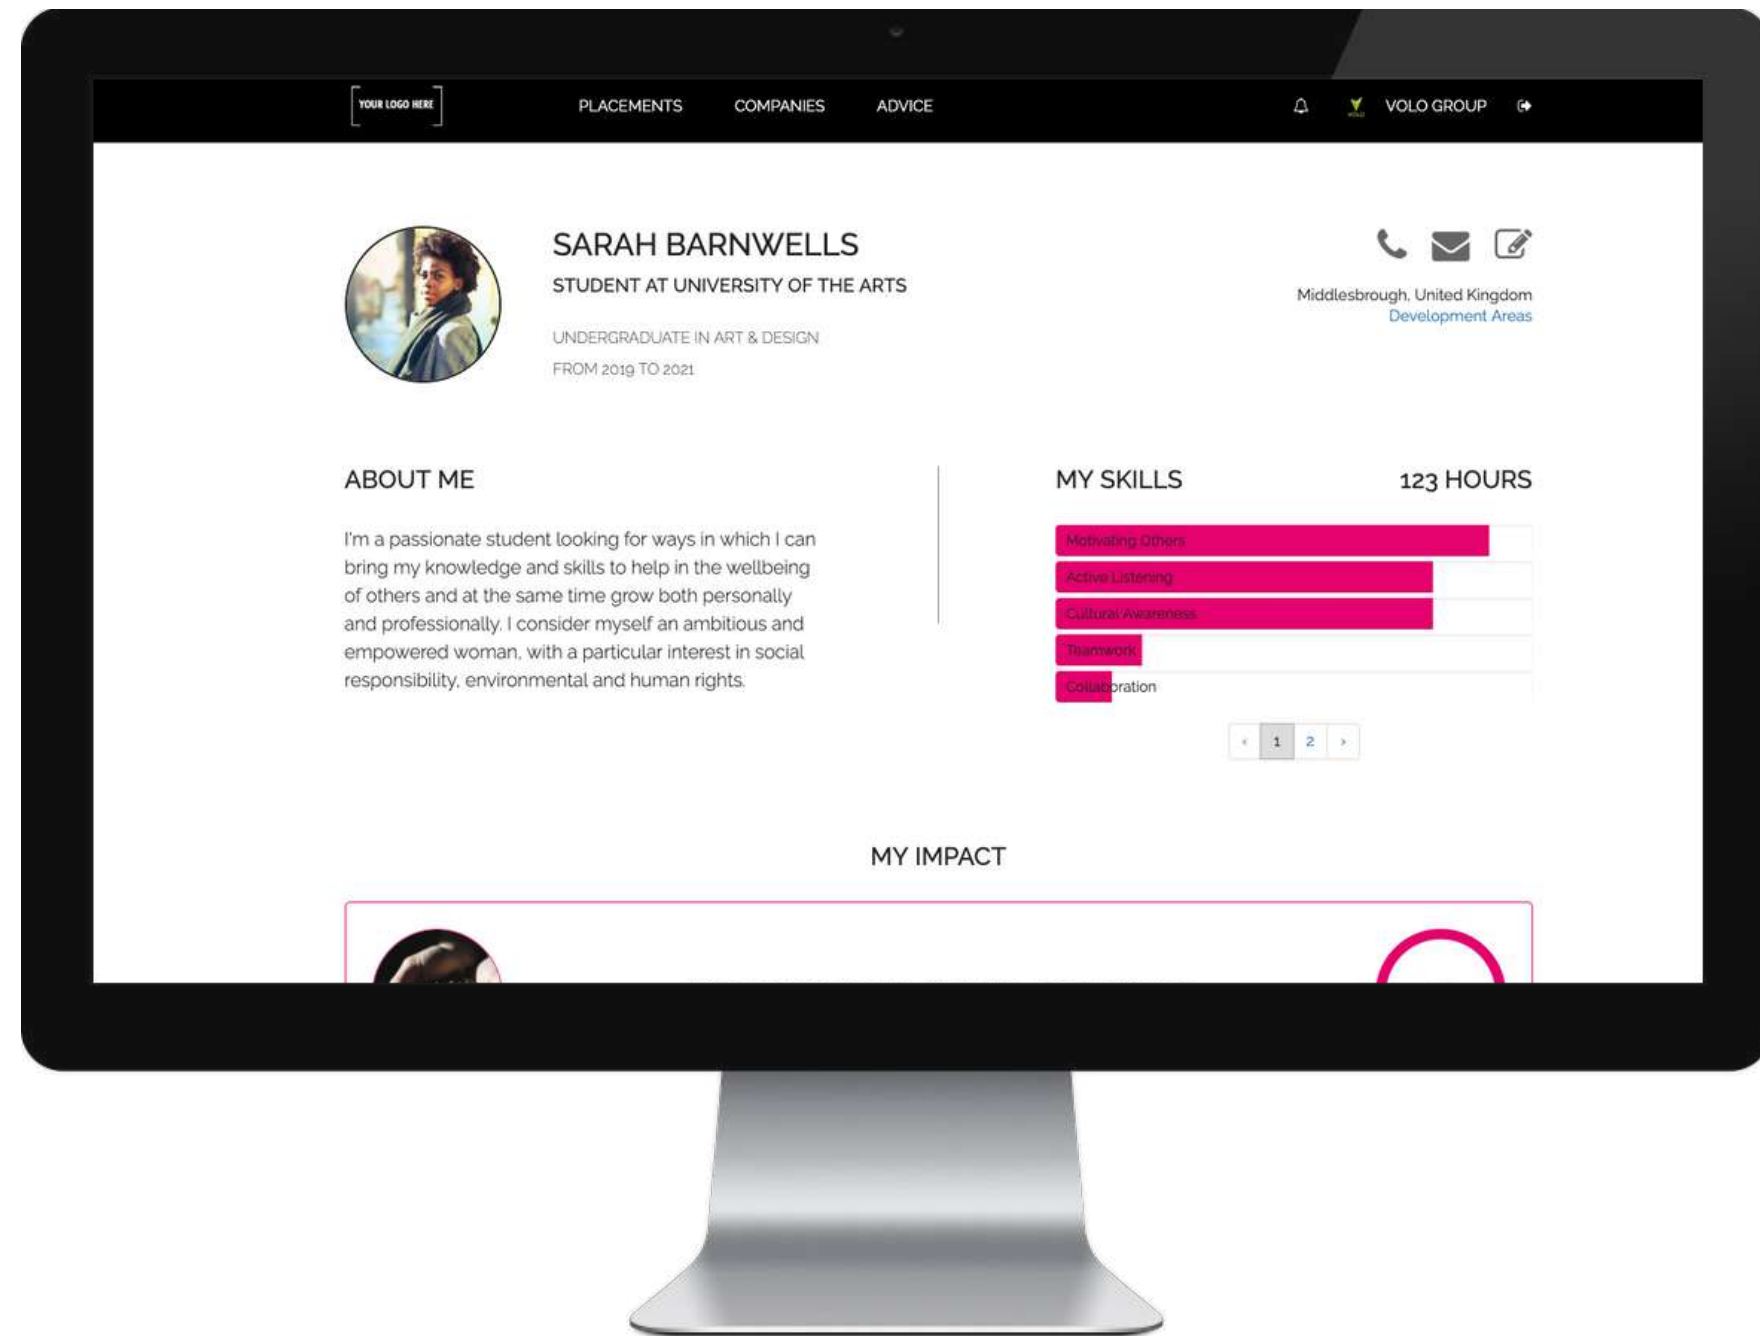 YOUR LOGO HERE
PLACEMENTS COMPANIES ADVICE
VOLO
VOLO GROUP
SARAH BARNWELLS
STUDENT AT UNIVERSITY OF THE ARTS
UNDERGRADUATE IN ART & DESIGN
FROM 2019 TO 2021
Middlesbrough, United Kingdom
Development Areas
ABOUT ME
I'm a passionate student looking for ways in which I can
bring my knowledge and skills to help in the wellbeing
of others and at the same time grow both personally
and professionally. I consider myself an ambitious and
empowered woman, with a particular interest in social
responsibility, environmental and human rights.
MY SKILLS 123 HOURS
Motivating Others
Active Listening
Cultural Awareness
Teamwork
Collaboration
‹ 1 2 ›
MY IMPACT